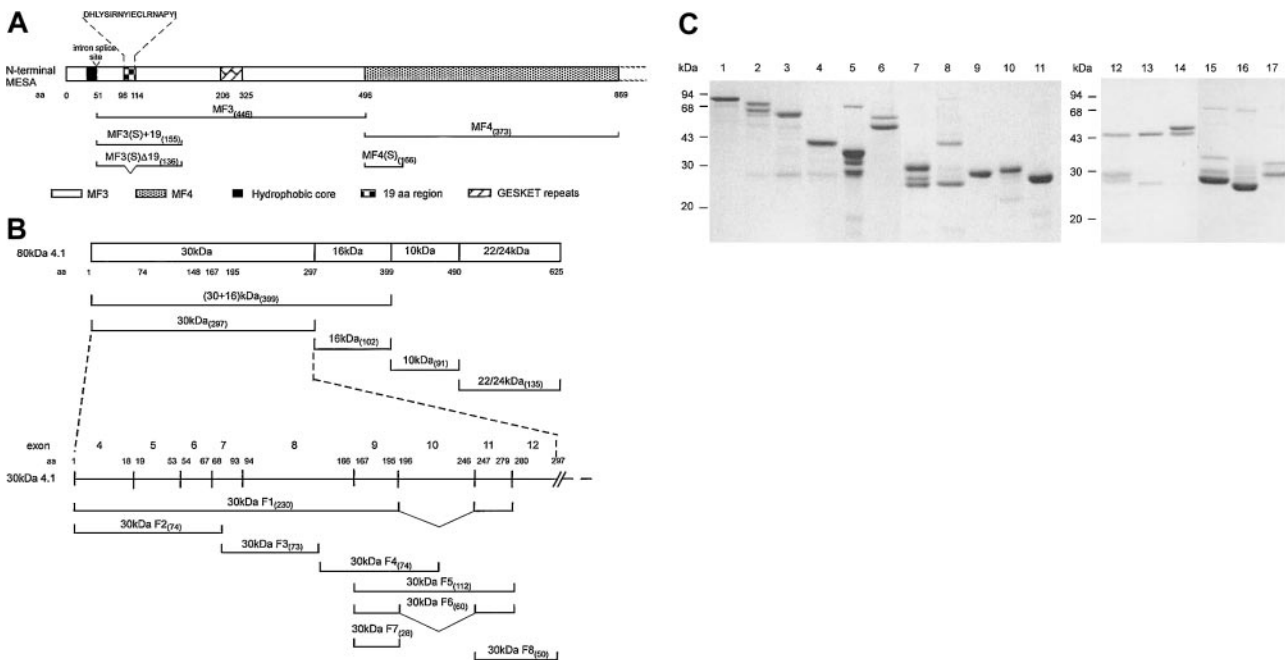 A
DHLYSIRNYIECLRNAPYI
intron splice
site
N-terminal
MESA
aa 0 51 98 114 206 325 495 869
MF3(446)
MF4(373)
MF3(S)+19(155)
MF3(S)Δ19(136)
MF4(S)(166)
MF3 MF4 Hydrophobic core 19 aa region GESKET repeats
B
80kDa 4.1 30kDa 16kDa 10kDa 22/24kDa
aa 1 74 148 167 195 297 399 490 625
(30+16)kDa(399)
30kDa(297)
16kDa(102)
10kDa(91)
22/24kDa(135)
exon 4 5 6 7 8 9 10 11 12
aa 1 18 19 53 54 67 68 93 94 166 167 195 196 246 247 279 280 297
30kDa 4.1
30kDa F1(230)
30kDa F2(74)
30kDa F3(73)
30kDa F4(74)
30kDa F5(112)
30kDa F6(60)
30kDa F7(28)
30kDa F8(50)
C
kDa 1 2 3 4 5 6 7 8 9 10 11
94
68
43
30
20
kDa 12 13 14 15 16 17
94
68
43
30
20